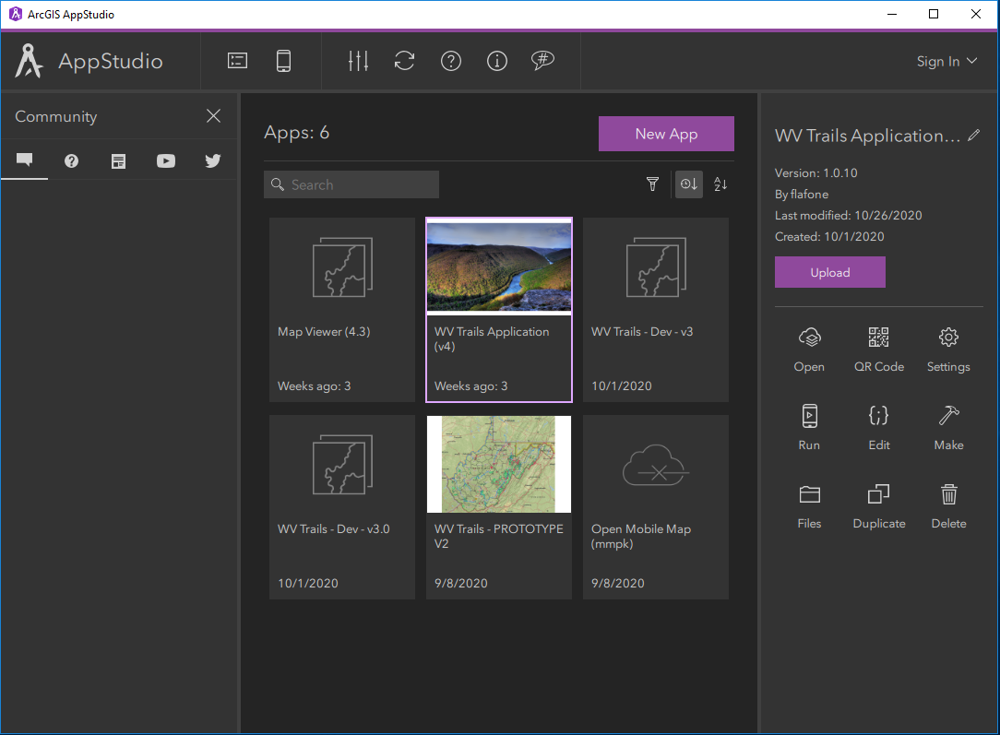 ArcGIS AppStudio
AppStudio
Sign In
Community
Apps: 6
New App
Search
Map Viewer (4.3)
Weeks ago: 3
WV Trails Application
(v4)
Weeks ago: 3
WV Trails - Dev - v3
10/1/2020
WV Trails - Dev - v3.0
10/1/2020
WV Trails - PROTOTYPE
V2
9/8/2020
Open Mobile Map
(mmpk)
9/8/2020
WV Trails Application...
Version: 1.0.10
By flafone
Last modified: 10/26/2020
Created: 10/1/2020
Upload
Open
QR Code
Settings
Run
Edit
Make
Files
Duplicate
Delete